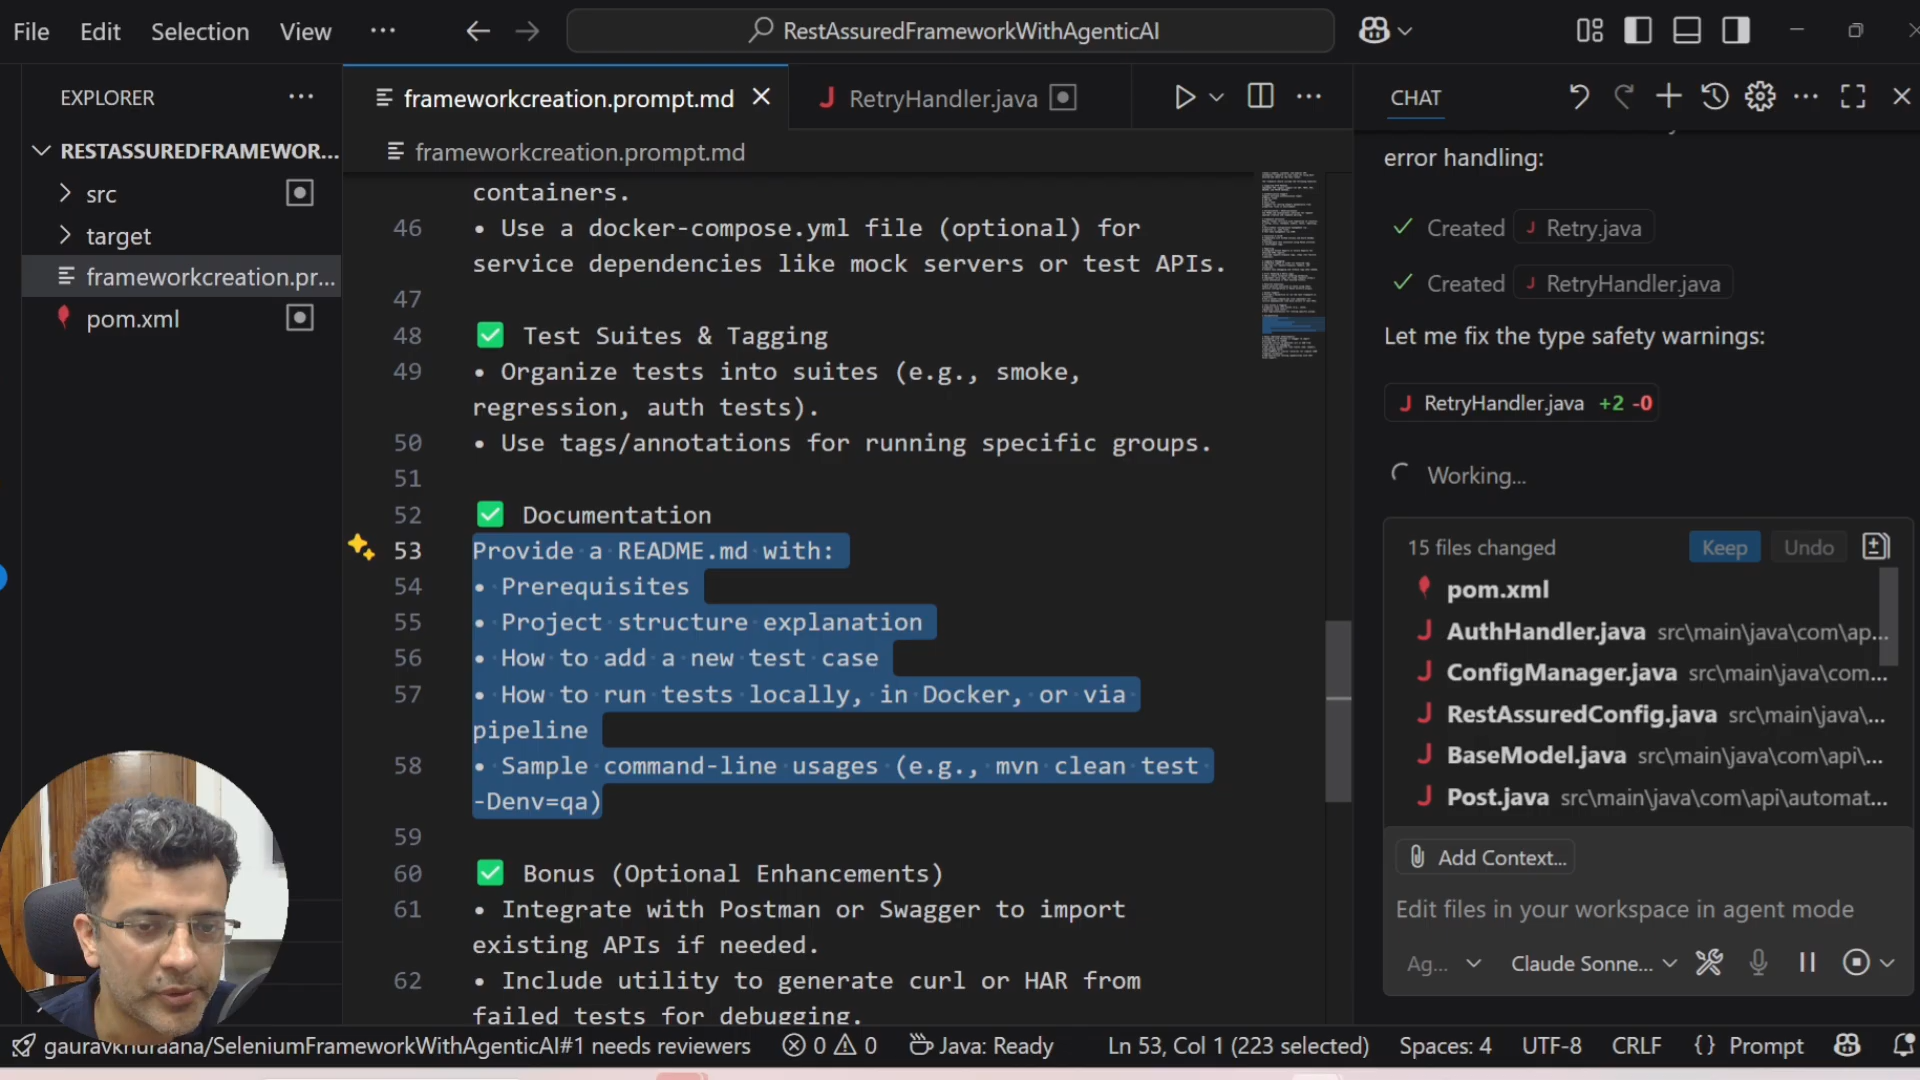 File Edit Selection View ··· RestAssuredFrameworkWithAgenticAI
EXPLORER ···
RESTASSUREDFRAMEWOR...
src
target
frameworkcreation.pr...
pom.xml
frameworkcreation.prompt.md RetryHandler.java
frameworkcreation.prompt.md
containers.
46 • Use a docker-compose.yml file (optional) for
service dependencies like mock servers or test APIs.
47
48 ✅ Test Suites & Tagging
49 • Organize tests into suites (e.g., smoke,
regression, auth tests).
50 • Use tags/annotations for running specific groups.
51
52 ✅ Documentation
53 Provide a README.md with:
54 • Prerequisites
55 • Project structure explanation
56 • How to add a new test case
57 • How to run tests locally, in Docker, or via
pipeline
58 • Sample command-line usages (e.g., mvn clean test
-Denv=qa)
59
60 ✅ Bonus (Optional Enhancements)
61 • Integrate with Postman or Swagger to import
existing APIs if needed.
62 • Include utility to generate curl or HAR from
failed tests for debugging.
CHAT
error handling:
Created Retry.java
Created RetryHandler.java
Let me fix the type safety warnings:
RetryHandler.java +2 -0
Working...
15 files changed Keep Undo
pom.xml
AuthHandler.java src\main\java\com\ap...
ConfigManager.java src\main\java\com...
RestAssuredConfig.java src\main\java\...
BaseModel.java src\main\java\com\api\...
Post.java src\main\java\com\api\automat...
Add Context...
Edit files in your workspace in agent mode
Ag... Claude Sonne...
gauravkhuraana/SeleniumFrameworkWithAgenticAI#1 needs reviewers 0 0 Java: Ready Ln 53, Col 1 (223 selected) Spaces: 4 UTF-8 CRLF {} Prompt